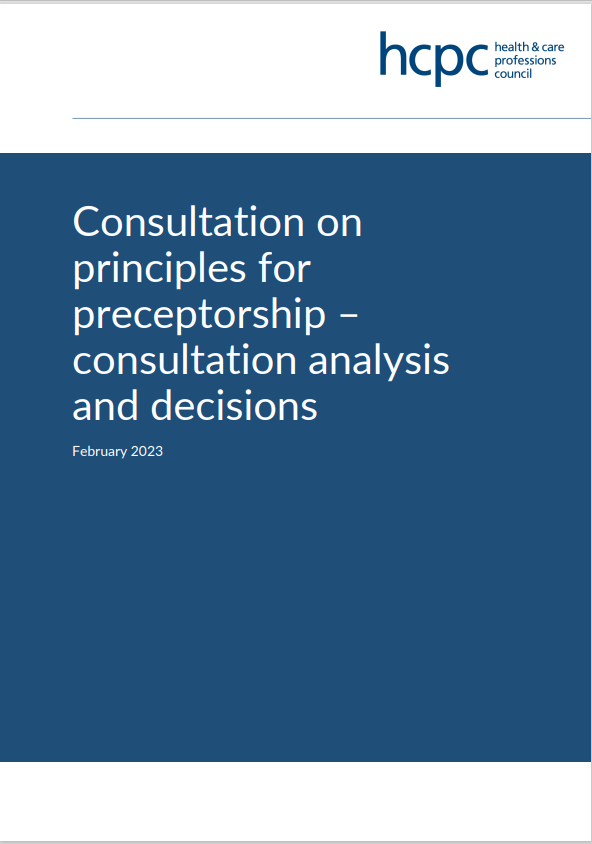 hcpc
health & care
professions
council
Consultation on
principles for
preceptorship –
consultation analysis
and decisions
February 2023